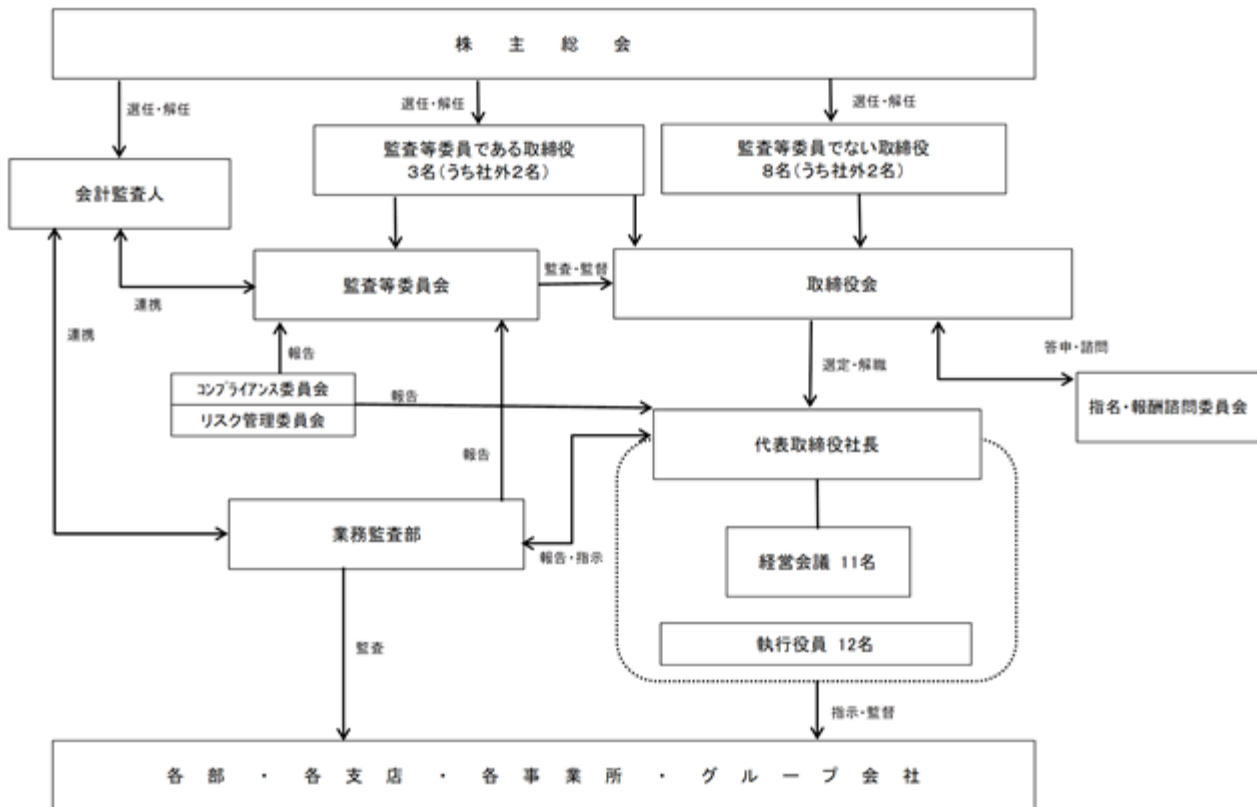 株 主 総 会
選任・解任
選任・解任
選任・解任
監査等委員である取締役
3名(うち社外2名)
監査等委員でない取締役
8名(うち社外2名)
会計監査人
監査等委員会
監査・監督
取締役会
連携
連携
報告
選定・解職
答申・諮問
コンプライアンス委員会
リスク管理委員会
報告
指名・報酬諮問委員会
代表取締役社長
報告
業務監査部
報告・指示
経営会議 11名
執行役員 12名
監査
指示・監督
各 部 ・ 各 支 店 ・ 各 事 業 所 ・ グ ル ー プ 会 社